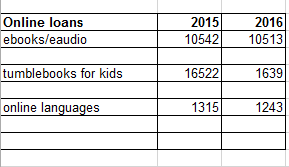 Online loans 2015 2016
ebooks/eaudio 10542 10513
tumblebooks for kids 16522 1639
online languages 1315 1243